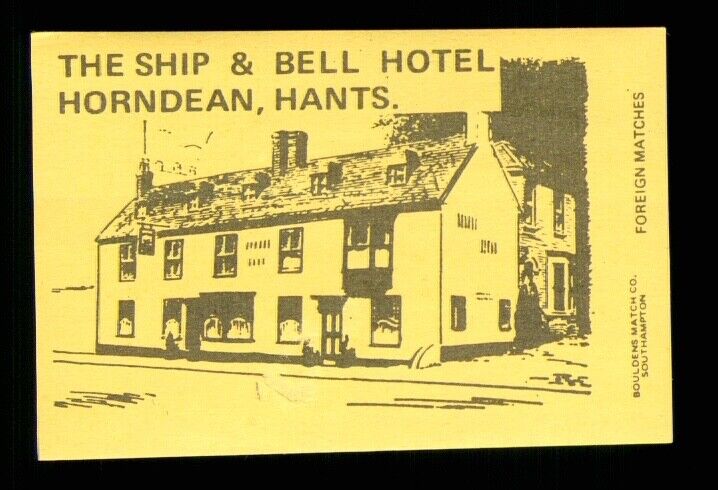 THE SHIP & BELL HOTEL
HORNDEAN, HANTS.
FOREIGN MATCHES
BOULDENS MATCH CO.
SOUTHAMPTON